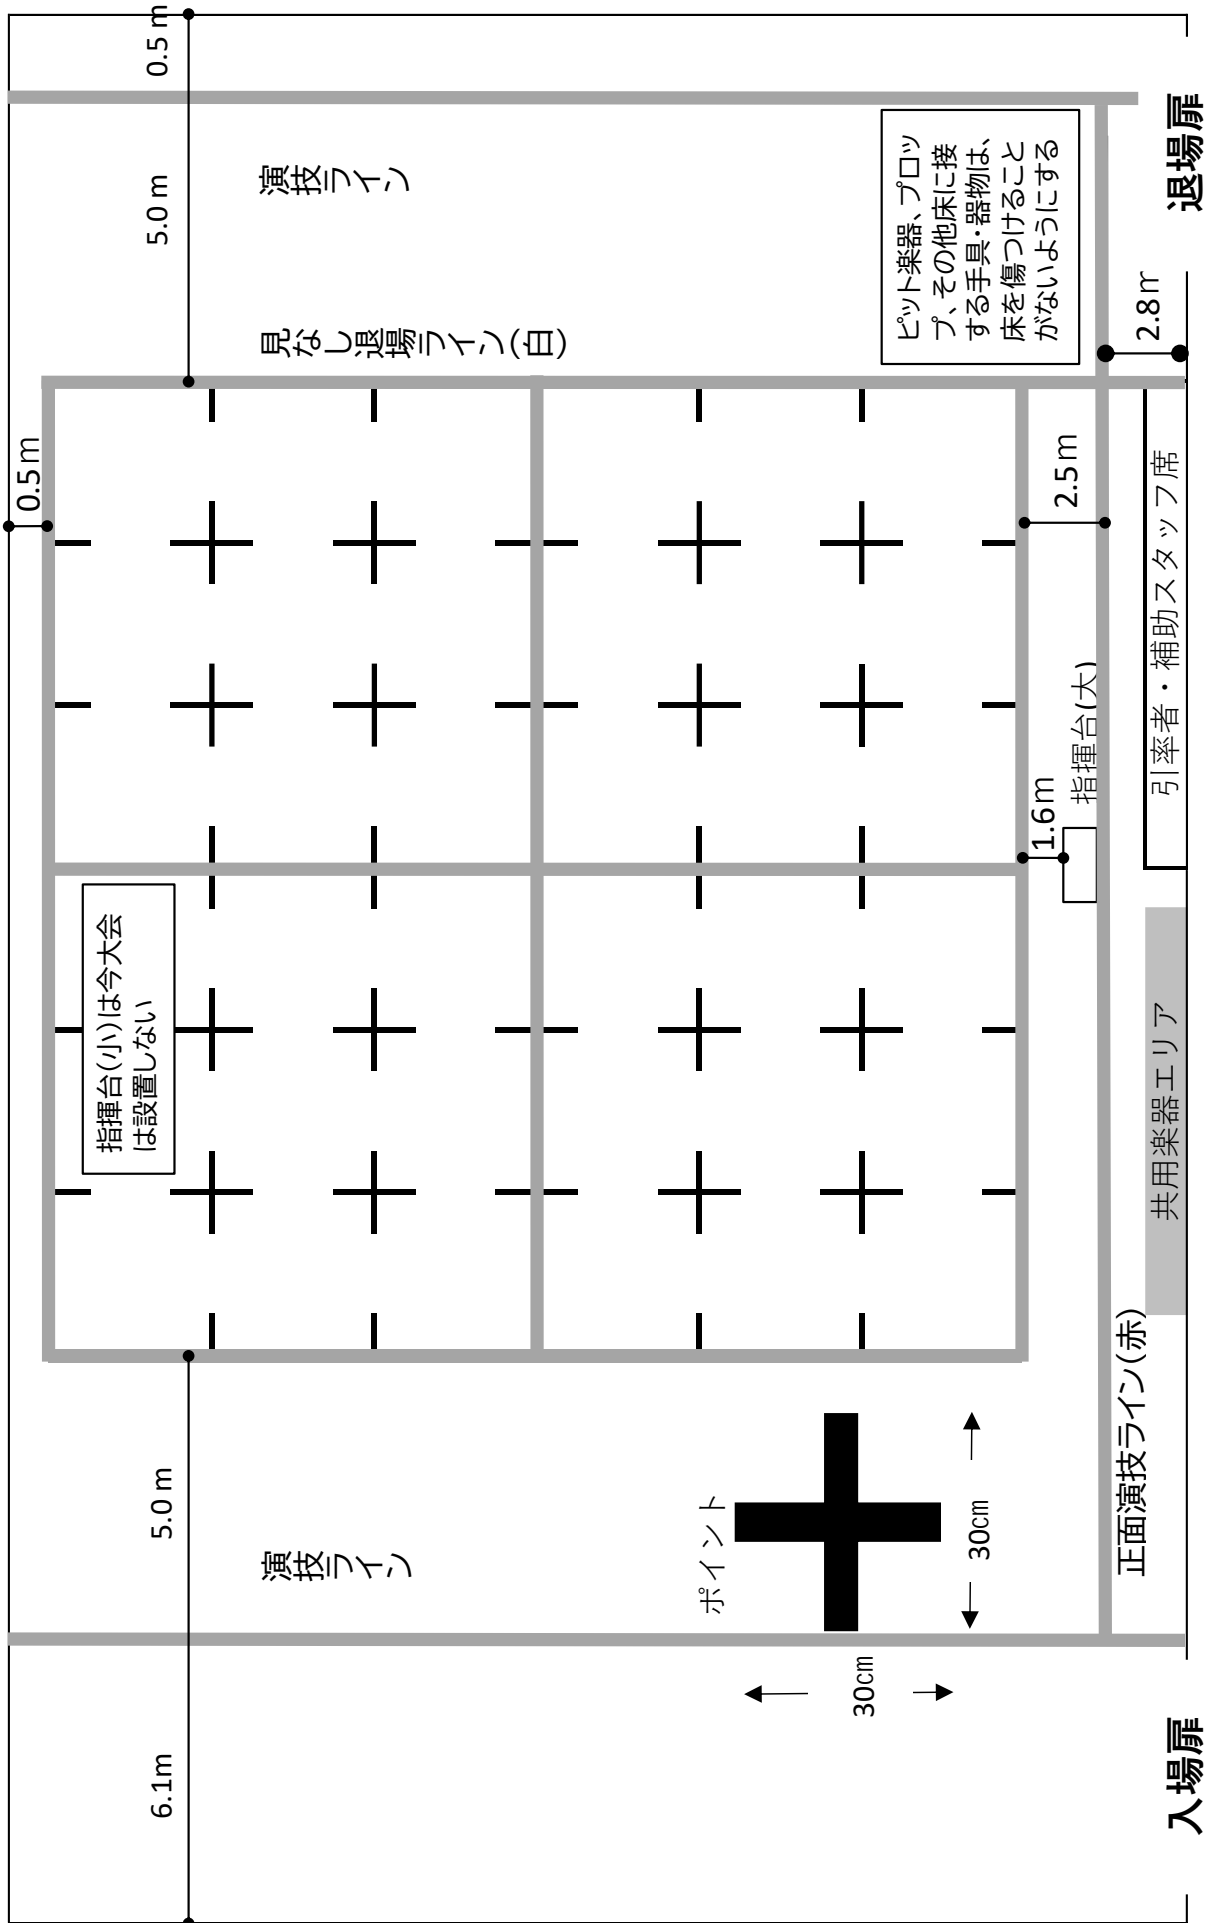 0.5m
6.1m
5.0 m
5.0 m
0.5 m
指揮台(小)は今大会
は設置しない
演技ライン
見なし退場ライン(白)
演技ライン
ポイント
30㎝
30㎝
ピット楽器、プロッ
プ、その他床に接
する手具・器物は、
床を傷つけること
がないようにする
1.6m
2.5m
指揮台(大)
正面演技ライン(赤)
2.8m
共用楽器エリア
引率者・補助スタッフ席
入場扉
退場扉